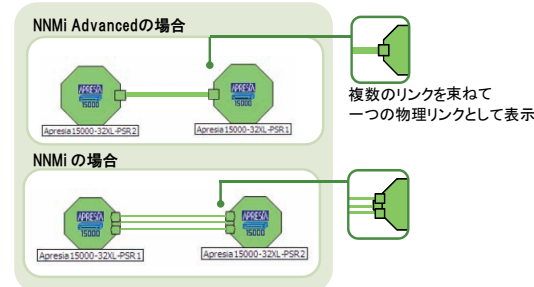 NNMi Advancedの場合
APRESIA
15000
APRESIA
15000
Apresia15000-32XL-PSR2
Apresia15000-32XL-PSR1
複数のリンクを束ねて
一つの物理リンクとして表示
NNMi の場合
APRESIA
15000
APRESIA
15000
Apresia15000-32XL-PSR1
Apresia15000-32XL-PSR2